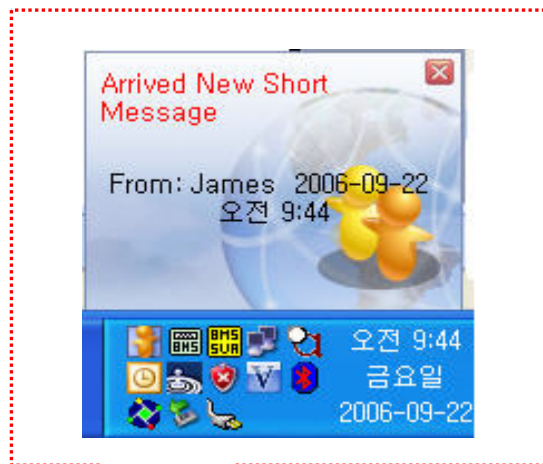 Arrived New Short
Message
From: James 2006-09-22
오전 9:44
BMS
BMS
SVR
오전 9:44
V
금요일
2006-09-22